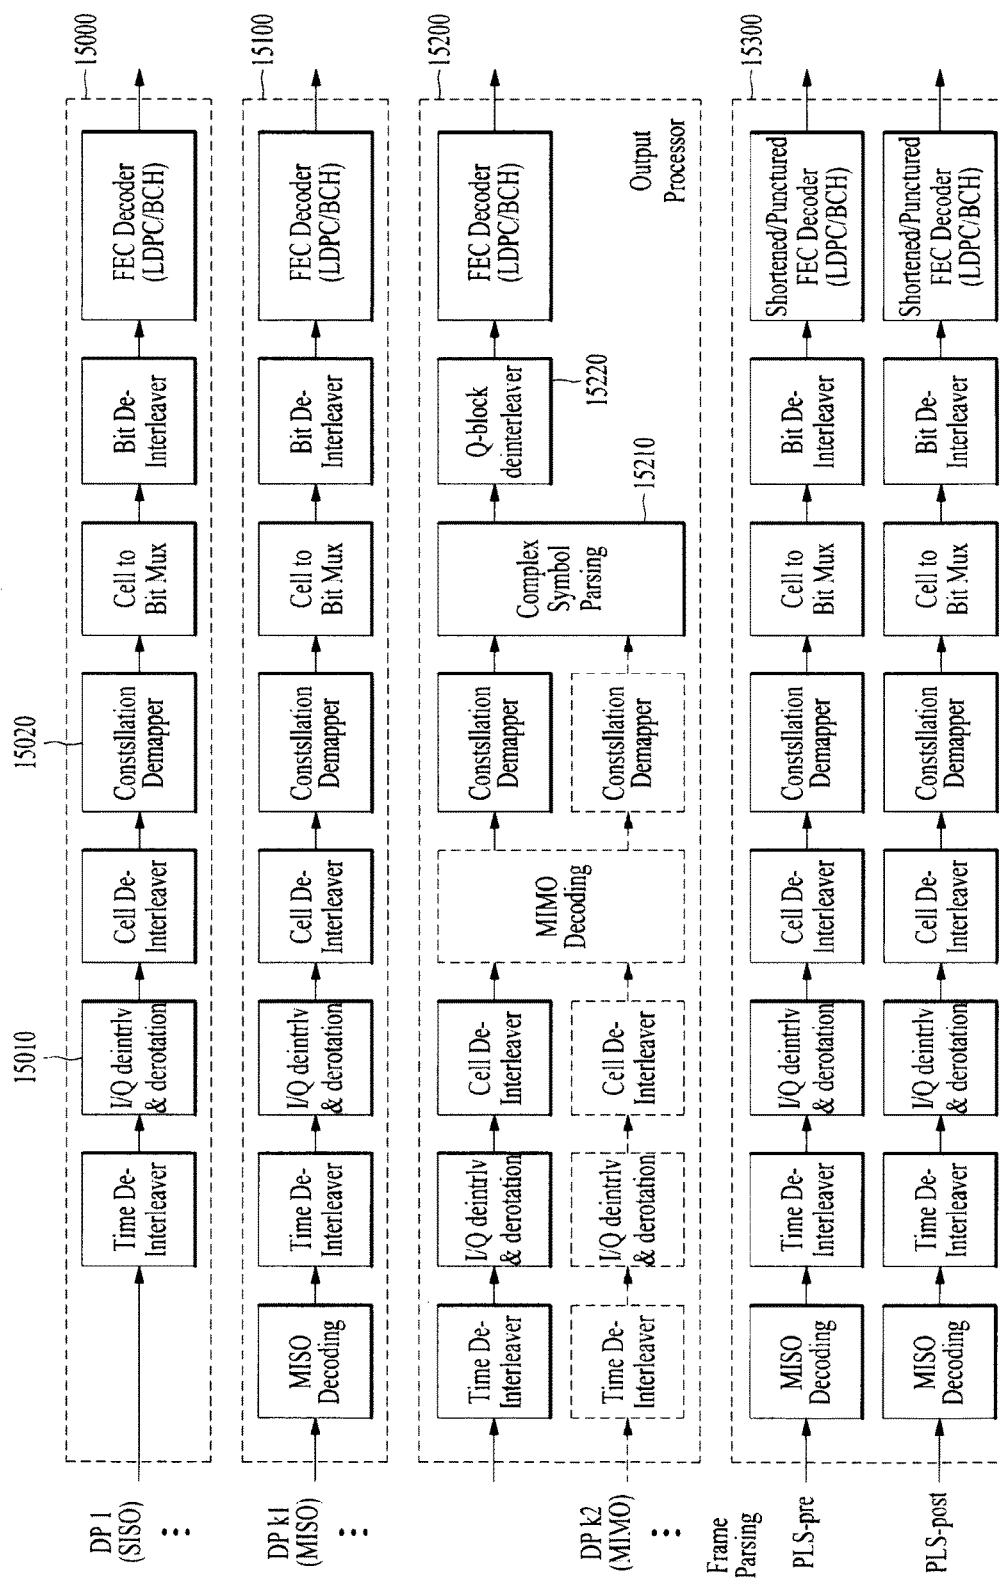 15000
DP 1
(SISO)
Time De-
Interleaver
15010
I/Q deintrlv
& derotation
Cell De-
Interleaver
15020
Constsllation
Demapper
Cell to
Bit Mux
Bit De-
Interleaver
FEC Decoder
(LDPC/BCH)
15100
DP k1
(MISO)
MISO
Decoding
Time De-
Interleaver
I/Q deintrlv
& derotation
Cell De-
Interleaver
Constsllation
Demapper
Cell to
Bit Mux
Bit De-
Interleaver
FEC Decoder
(LDPC/BCH)
15200
Time De-
Interleaver
I/Q deintrlv
& derotation
Cell De-
Interleaver
MIMO
Decoding
Constsllation
Demapper
Complex
Symbol
Parsing
15210
Q-block
deinterleaver
15220
FEC Decoder
(LDPC/BCH)
DP k2
(MIMO)
Time De-
Interleaver
I/Q deintrlv
& derotation
Cell De-
Interleaver
Constsllation
Demapper
Output
Processor
Frame
Parsing
15300
PLS-pre
MISO
Decoding
Time De-
Interleaver
I/Q deintrlv
& derotation
Cell De-
Interleaver
Constsllation
Demapper
Cell to
Bit Mux
Bit De-
Interleaver
Shortened/Punctured
FEC Decoder
(LDPC/BCH)
PLS-post
MISO
Decoding
Time De-
Interleaver
I/Q deintrlv
& derotation
Cell De-
Interleaver
Constsllation
Demapper
Cell to
Bit Mux
Bit De-
Interleaver
Shortened/Punctured
FEC Decoder
(LDPC/BCH)